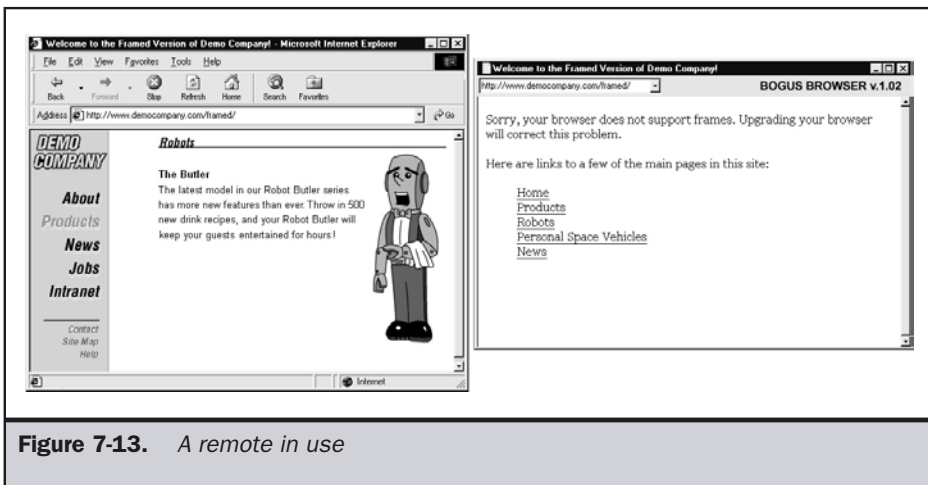 Welcome to the Framed Version of Demo Company! - Microsoft Internet Explorer
File Edit View Favorites Tools Help
Back Forward Stop Refresh Home Search Favorites
Address http://www.democompany.com/framed/ Go
DEMO
COMPANY
About
Products
News
Jobs
Intranet
Contact
Site Map
Help
Robots
The Butler
The latest model in our Robot Butler series
has more new features than ever. Throw in 500
new drink recipes, and your Robot Butler will
keep your guests entertained for hours!
Internet
Welcome to the Framed Version of Demo Company!
http://www.democompany.com/framed/ BOGUS BROWSER v.1.02
Sorry, your browser does not support frames. Upgrading your browser
will correct this problem.
Here are links to a few of the main pages in this site:
Home
Products
Robots
Personal Space Vehicles
News
Figure 7-13. A remote in use